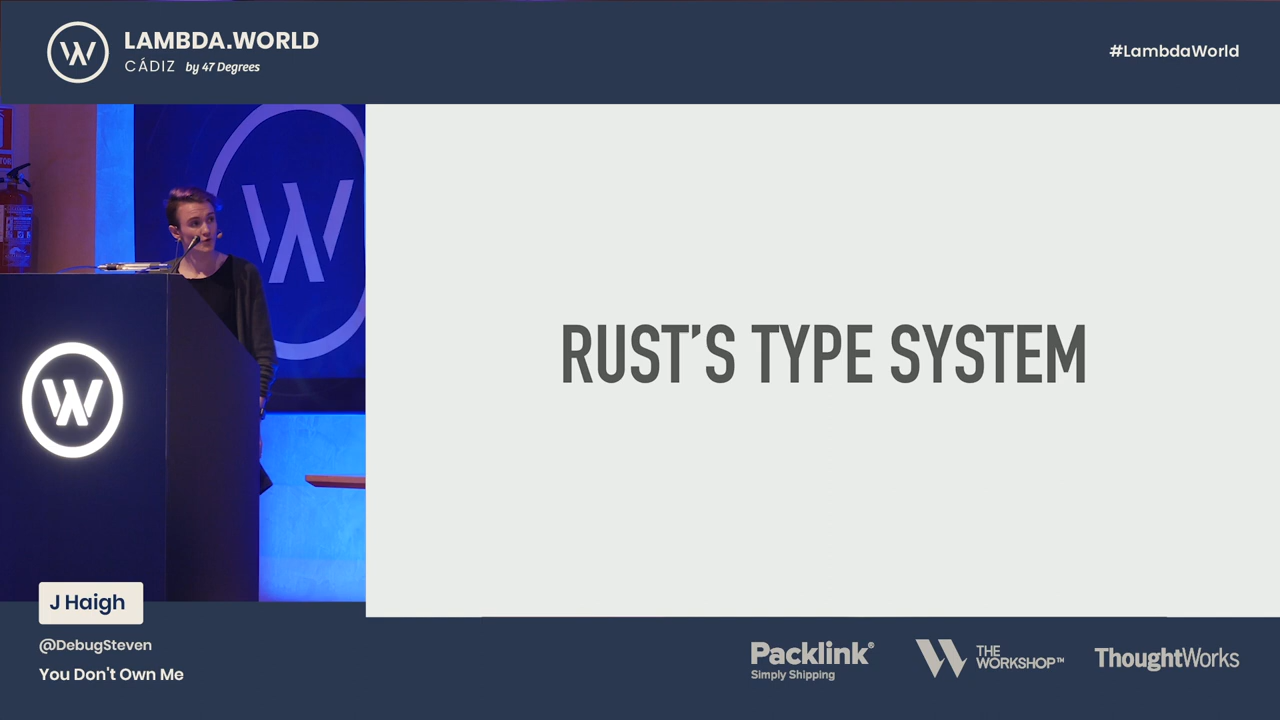 LAMBDA.WORLD
CÁDIZ by 47 Degrees
#LambdaWorld
RUST’S TYPE SYSTEM
J Haigh
@DebugSteven
You Don't Own Me
Packlink®
Simply Shipping
THE
WORKSHOP™
ThoughtWorks